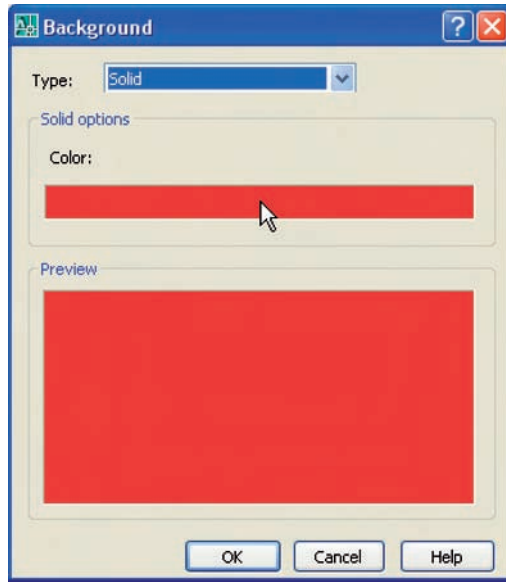 Background
Type: Solid
Solid options
Color:
Preview
OK Cancel Help